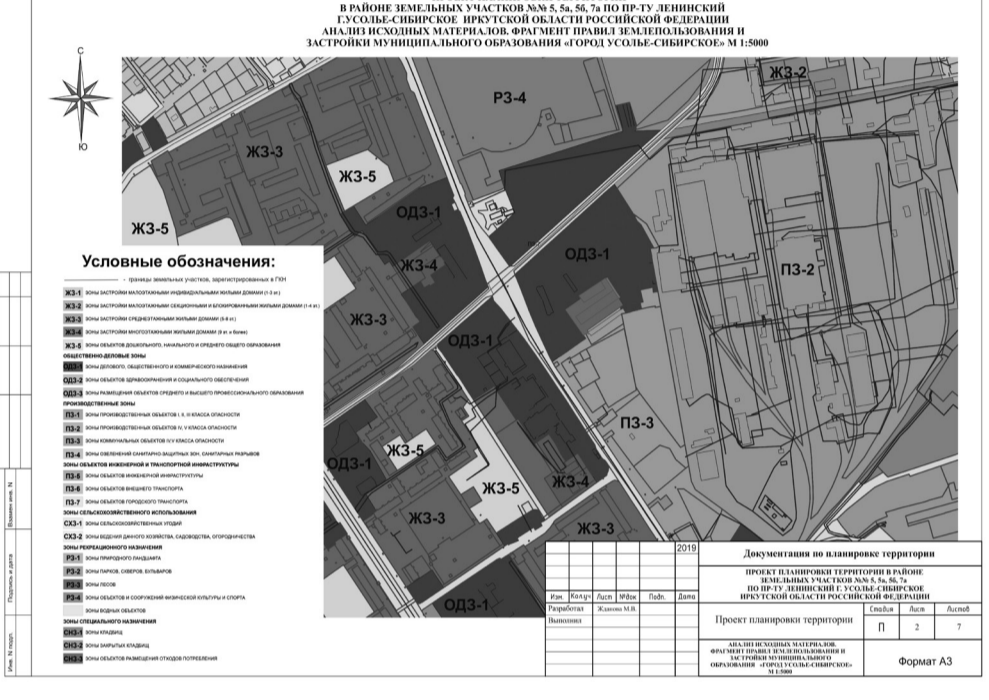 В РАЙОНЕ ЗЕМЕЛЬНЫХ УЧАСТКОВ №№ 5, 5а, 5б, 7а ПО ПР-ТУ ЛЕНИНСКИЙ
Г.УСОЛЬЕ-СИБИРСКОЕ ИРКУТСКОЙ ОБЛАСТИ РОССИЙСКОЙ ФЕДЕРАЦИИ
АНАЛИЗ ИСХОДНЫХ МАТЕРИАЛОВ. ФРАГМЕНТ ПРАВИЛ ЗЕМЛЕПОЛЬЗОВАНИЯ И
ЗАСТРОЙКИ МУНИЦИПАЛЬНОГО ОБРАЗОВАНИЯ «ГОРОД УСОЛЬЕ-СИБИРСКОЕ» М 1:5000
С
Ю
ЖЗ-2
РЗ-4
ЖЗ-3
ЖЗ-5
ОДЗ-1
ЖЗ-5
ОДЗ-1
ЖЗ-4
ПЗ-2
ЖЗ-3
ОДЗ-1
ПЗ-3
ЖЗ-5
ОДЗ-1
ЖЗ-5
ЖЗ-4
ЖЗ-3
ЖЗ-3
ОДЗ-1
Условные обозначения:
- границы земельных участков, зарегистрированных в ГКН
ЖЗ-1 ЗОНЫ ЗАСТРОЙКИ МАЛОЭТАЖНЫМИ ИНДИВИДУАЛЬНЫМИ ЖИЛЫМИ ДОМАМИ (1-3 эт.)
ЖЗ-2 ЗОНЫ ЗАСТРОЙКИ МАЛОЭТАЖНЫМИ СЕКЦИОННЫМИ И БЛОКИРОВАННЫМИ ЖИЛЫМИ ДОМАМИ (1-4 эт.)
ЖЗ-3 ЗОНЫ ЗАСТРОЙКИ СРЕДНЕЭТАЖНЫМИ ЖИЛЫМИ ДОМАМИ (5-8 эт.)
ЖЗ-4 ЗОНЫ ЗАСТРОЙКИ МНОГОЭТАЖНЫМИ ЖИЛЫМИ ДОМАМИ (9 эт. и более)
ЖЗ-5 ЗОНЫ ОБЪЕКТОВ ДОШКОЛЬНОГО, НАЧАЛЬНОГО И СРЕДНЕГО ОБЩЕГО ОБРАЗОВАНИЯ
ОБЩЕСТВЕННО-ДЕЛОВЫЕ ЗОНЫ
ОДЗ-1 ЗОНЫ ДЕЛОВОГО, ОБЩЕСТВЕННОГО И КОММЕРЧЕСКОГО НАЗНАЧЕНИЯ
ОДЗ-2 ЗОНЫ ОБЪЕКТОВ ЗДРАВООХРАНЕНИЯ И СОЦИАЛЬНОГО ОБЕСПЕЧЕНИЯ
ОДЗ-3 ЗОНЫ РАЗМЕЩЕНИЯ ОБЪЕКТОВ СРЕДНЕГО И ВЫСШЕГО ПРОФЕССИОНАЛЬНОГО ОБРАЗОВАНИЯ
ПРОИЗВОДСТВЕННЫЕ ЗОНЫ
ПЗ-1 ЗОНЫ ПРОИЗВОДСТВЕННЫХ ОБЪЕКТОВ I, II, III КЛАССА ОПАСНОСТИ
ПЗ-2 ЗОНЫ ПРОИЗВОДСТВЕННЫХ ОБЪЕКТОВ IV, V КЛАССА ОПАСНОСТИ
ПЗ-3 ЗОНЫ КОММУНАЛЬНЫХ ОБЪЕКТОВ IV,V КЛАССА ОПАСНОСТИ
ПЗ-4 ЗОНЫ ОЗЕЛЕНЕНИЙ САНИТАРНО-ЗАЩИТНЫХ ЗОН, САНИТАРНЫХ РАЗРЫВОВ
ЗОНЫ ОБЪЕКТОВ ИНЖЕНЕРНОЙ И ТРАНСПОРТНОЙ ИНФРАСТРУКТУРЫ
ПЗ-5 ЗОНЫ ОБЪЕКТОВ ИНЖЕНЕРНОЙ ИНФРАСТРУКТУРЫ
ПЗ-6 ЗОНЫ ОБЪЕКТОВ ВНЕШНЕГО ТРАНСПОРТА
ПЗ-7 ЗОНЫ ОБЪЕКТОВ ГОРОДСКОГО ТРАНСПОРТА
ЗОНЫ СЕЛЬСКОХОЗЯЙСТВЕННОГО ИСПОЛЬЗОВАНИЯ
СХЗ-1 ЗОНЫ СЕЛЬСКОХОЗЯЙСТВЕННЫХ УГОДИЙ
СХЗ-2 ЗОНЫ ВЕДЕНИЯ ДАЧНОГО ХОЗЯЙСТВА, САДОВОДСТВА, ОГОРОДНИЧЕСТВА
ЗОНЫ РЕКРЕАЦИОННОГО НАЗНАЧЕНИЯ
РЗ-1 ЗОНЫ ПРИРОДНОГО ЛАНДШАФТА
РЗ-2 ЗОНЫ ПАРКОВ, СКВЕРОВ, БУЛЬВАРОВ
РЗ-3 ЗОНЫ ЛЕСОВ
РЗ-4 ЗОНЫ ОБЪЕКТОВ И СООРУЖЕНИЙ ФИЗИЧЕСКОЙ КУЛЬТУРЫ И СПОРТА
ЗОНЫ ВОДНЫХ ОБЪЕКТОВ
ЗОНЫ СПЕЦИАЛЬНОГО НАЗНАЧЕНИЯ
СНЗ-1 ЗОНЫ КЛАДБИЩ
СНЗ-2 ЗОНЫ ЗАКРЫТЫХ КЛАДБИЩ
СНЗ-3 ЗОНЫ ОБЪЕКТОВ РАЗМЕЩЕНИЯ ОТХОДОВ ПОТРЕБЛЕНИЯ
Взамен инв. N
Подпись и дата
Инв. N подл.
2019
Изм. Кол.уч Лист №док Подп. Дата
Разработал Жданова М.В.
Выполнил
Документация по планировке территории
ПРОЕКТ ПЛАНИРОВКИ ТЕРРИТОРИИ В РАЙОНЕ
ЗЕМЕЛЬНЫХ УЧАСТКОВ №№ 5, 5а, 5б, 7а
ПО ПР-ТУ ЛЕНИНСКИЙ Г. УСОЛЬЕ-СИБИРСКОЕ
ИРКУТСКОЙ ОБЛАСТИ РОССИЙСКОЙ ФЕДЕРАЦИИ
Проект планировки территории
Стадия Лист Листов
П 2 7
АНАЛИЗ ИСХОДНЫХ МАТЕРИАЛОВ.
ФРАГМЕНТ ПРАВИЛ ЗЕМЛЕПОЛЬЗОВАНИЯ И
ЗАСТРОЙКИ МУНИЦИПАЛЬНОГО
ОБРАЗОВАНИЯ «ГОРОД УСОЛЬЕ-СИБИРСКОЕ»
М 1:5000
Формат А3